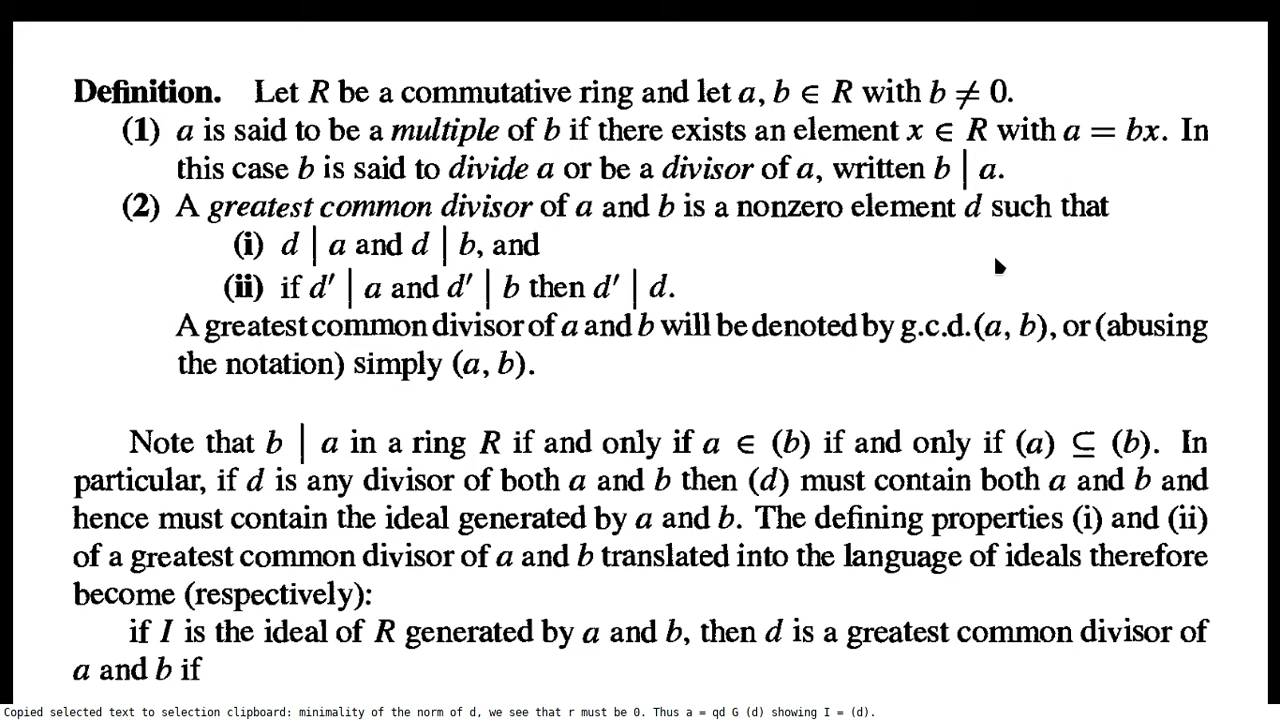 Definition. Let R be a commutative ring and let a, b ∈ R with b ≠ 0.
(1) a is said to be a multiple of b if there exists an element x ∈ R with a = bx. In
this case b is said to divide a or be a divisor of a, written b | a.
(2) A greatest common divisor of a and b is a nonzero element d such that
(i) d | a and d | b, and
(ii) if d′ | a and d′ | b then d′ | d.
A greatest common divisor of a and b will be denoted by g.c.d.(a, b), or (abusing
the notation) simply (a, b).
Note that b | a in a ring R if and only if a ∈ (b) if and only if (a) ⊆ (b). In
particular, if d is any divisor of both a and b then (d) must contain both a and b and
hence must contain the ideal generated by a and b. The defining properties (i) and (ii)
of a greatest common divisor of a and b translated into the language of ideals therefore
become (respectively):
if I is the ideal of R generated by a and b, then d is a greatest common divisor of
a and b if
Copied selected text to selection clipboard: minimality of the norm of d, we see that r must be 0. Thus a = qd G (d) showing I = (d).